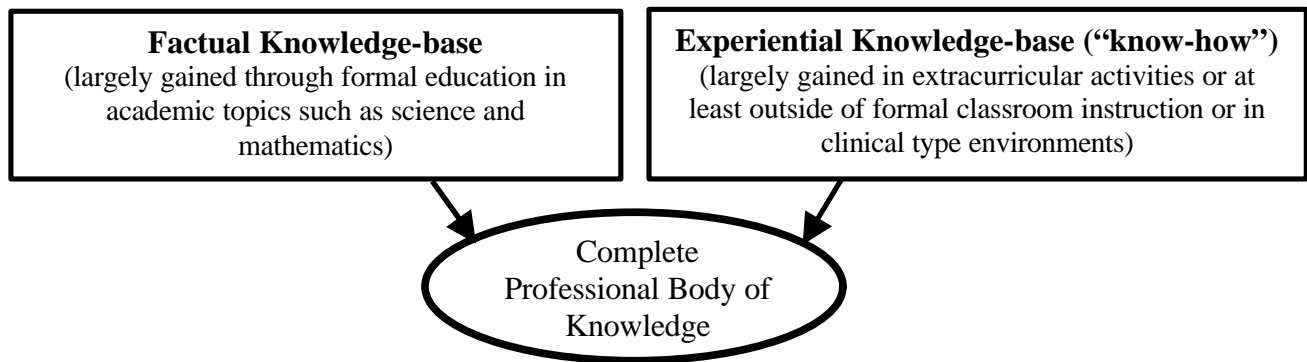 Factual Knowledge-base
(largely gained through formal education in
academic topics such as science and
mathematics)
Experiential Knowledge-base (“know-how”)
(largely gained in extracurricular activities or at
least outside of formal classroom instruction or in
clinical type environments)
Complete
Professional Body of
Knowledge